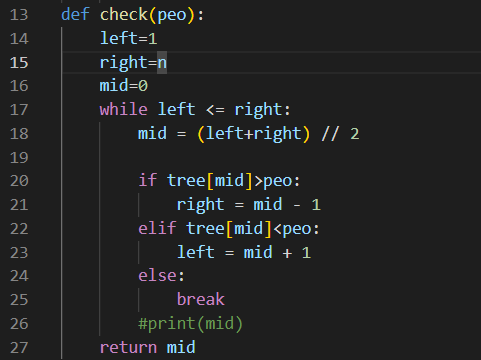 13 def check(peo):
14     left=1
15     right=n
16     mid=0
17     while left <= right:
18         mid = (left+right) // 2
19
20         if tree[mid]>peo:
21             right = mid - 1
22         elif tree[mid]<peo:
23             left = mid + 1
24         else:
25             break
26         #print(mid)
27     return mid